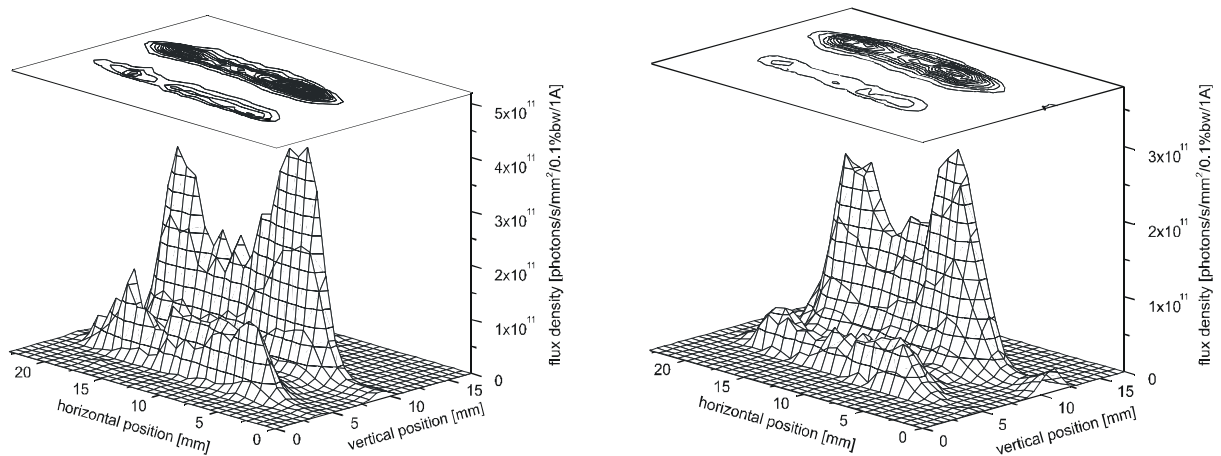 5x10¹¹
4x10¹¹
3x10¹¹
2x10¹¹
1x10¹¹
0
flux density [photons/s/mm²/0.1%bw/1A]
20
15
10
5
0
horizontal position [mm]
0
5
10
15
vertical position [mm]
3x10¹¹
2x10¹¹
1x10¹¹
0
flux density [photons/s/mm²/0.1%bw/1A]
20
15
10
5
0
horizontal position [mm]
0
5
10
15
vertical position [mm]